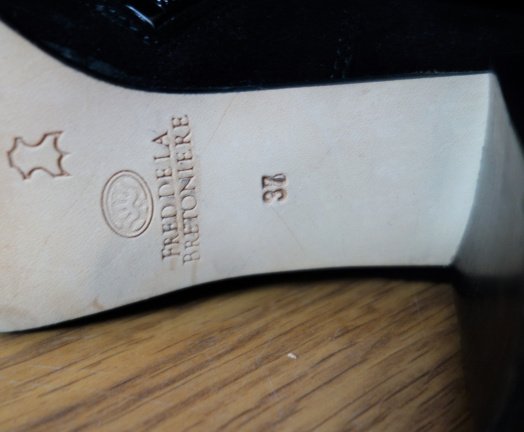 FRED DE LA
BRETONIERE
37